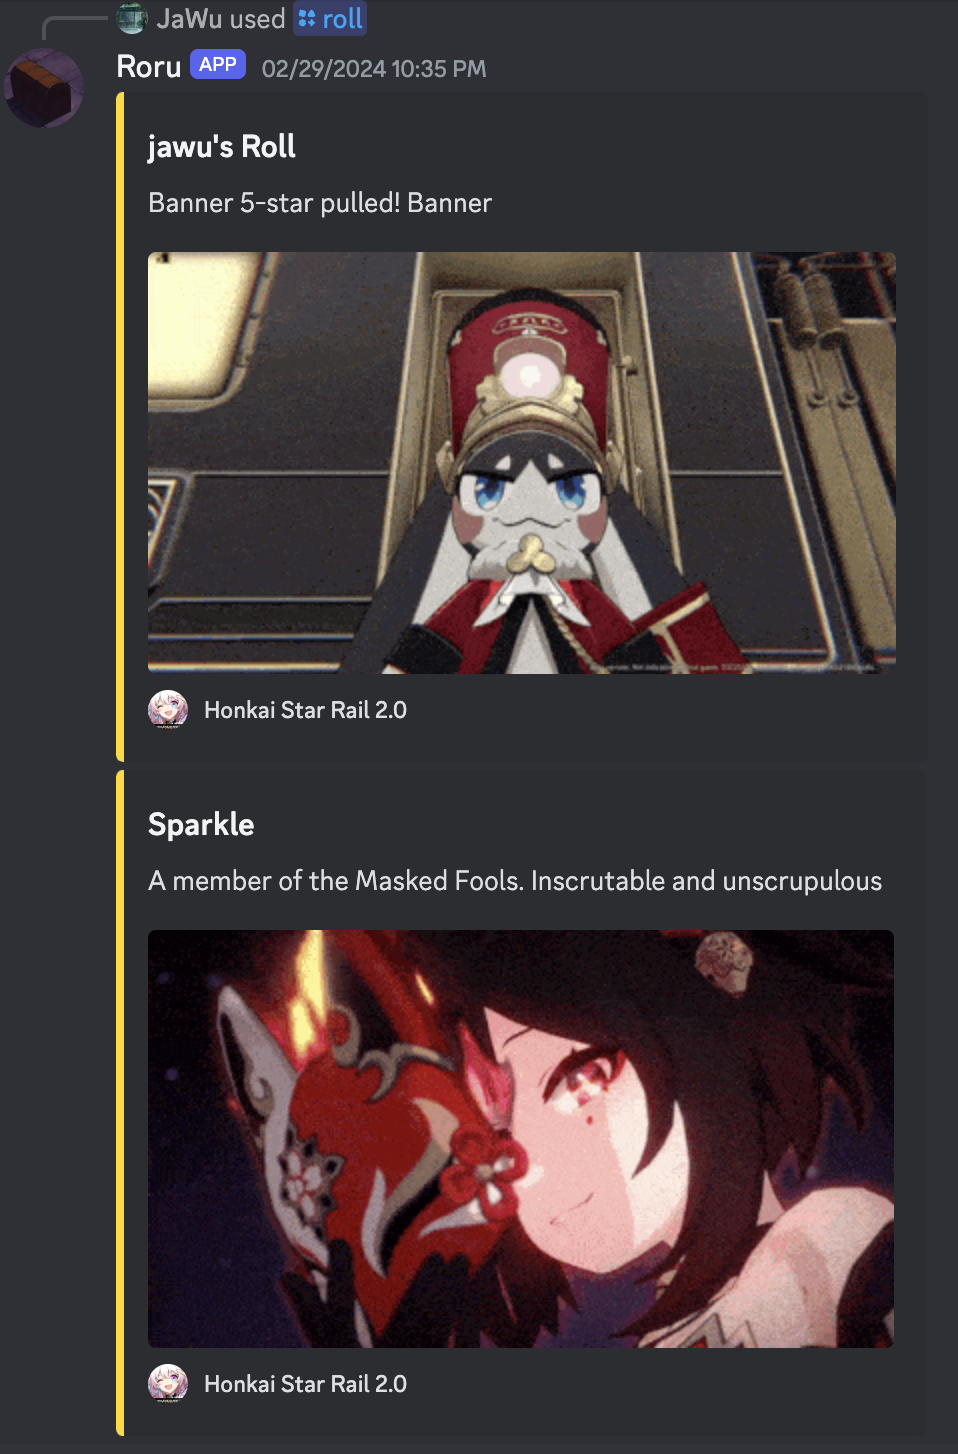 JaWu used roll
Roru APP 02/29/2024 10:35 PM
jawu's Roll
Banner 5-star pulled! Banner
Honkai Star Rail 2.0
Sparkle
A member of the Masked Fools. Inscrutable and unscrupulous
Honkai Star Rail 2.0